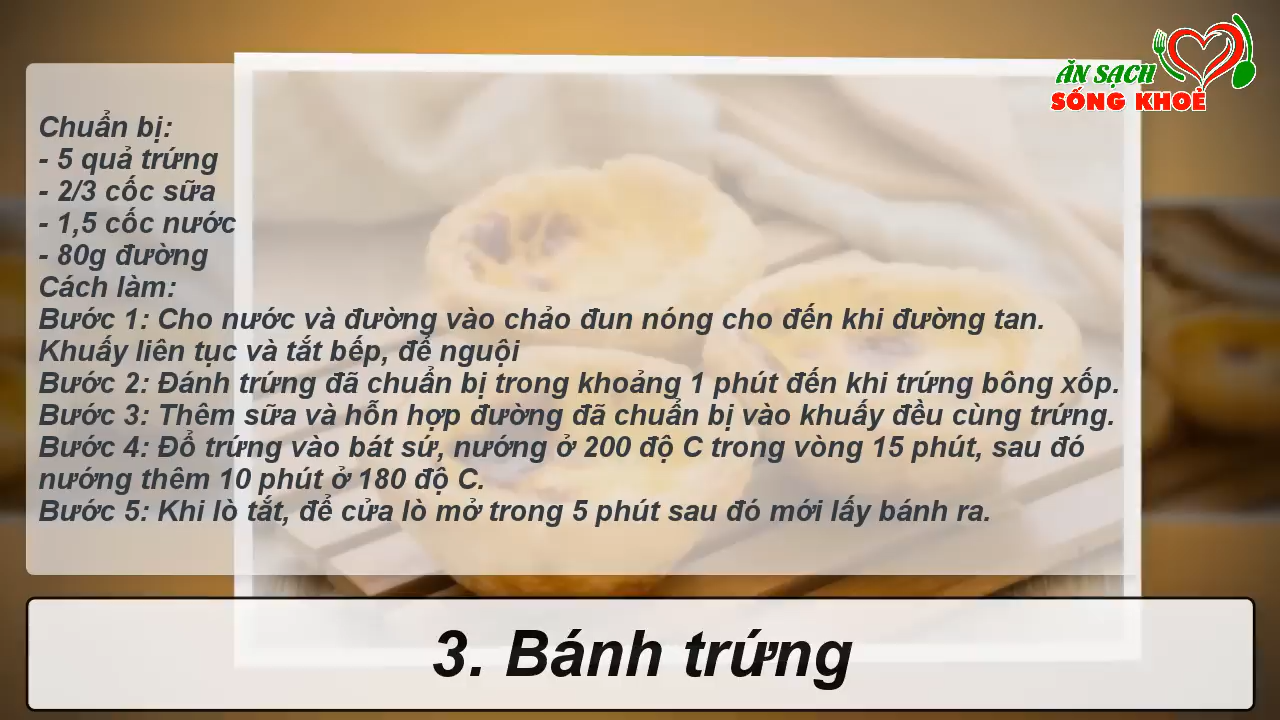 ĂN SẠCH
SỐNG KHOẺ
Chuẩn bị:
- 5 quả trứng
- 2/3 cốc sữa
- 1,5 cốc nước
- 80g đường
Cách làm:
Bước 1: Cho nước và đường vào chảo đun nóng cho đến khi đường tan.
Khuấy liên tục và tắt bếp, để nguội
Bước 2: Đánh trứng đã chuẩn bị trong khoảng 1 phút đến khi trứng bông xốp.
Bước 3: Thêm sữa và hỗn hợp đường đã chuẩn bị vào khuấy đều cùng trứng.
Bước 4: Đổ trứng vào bát sứ, nướng ở 200 độ C trong vòng 15 phút, sau đó
nướng thêm 10 phút ở 180 độ C.
Bước 5: Khi lò tắt, để cửa lò mở trong 5 phút sau đó mới lấy bánh ra.
3. Bánh trứng